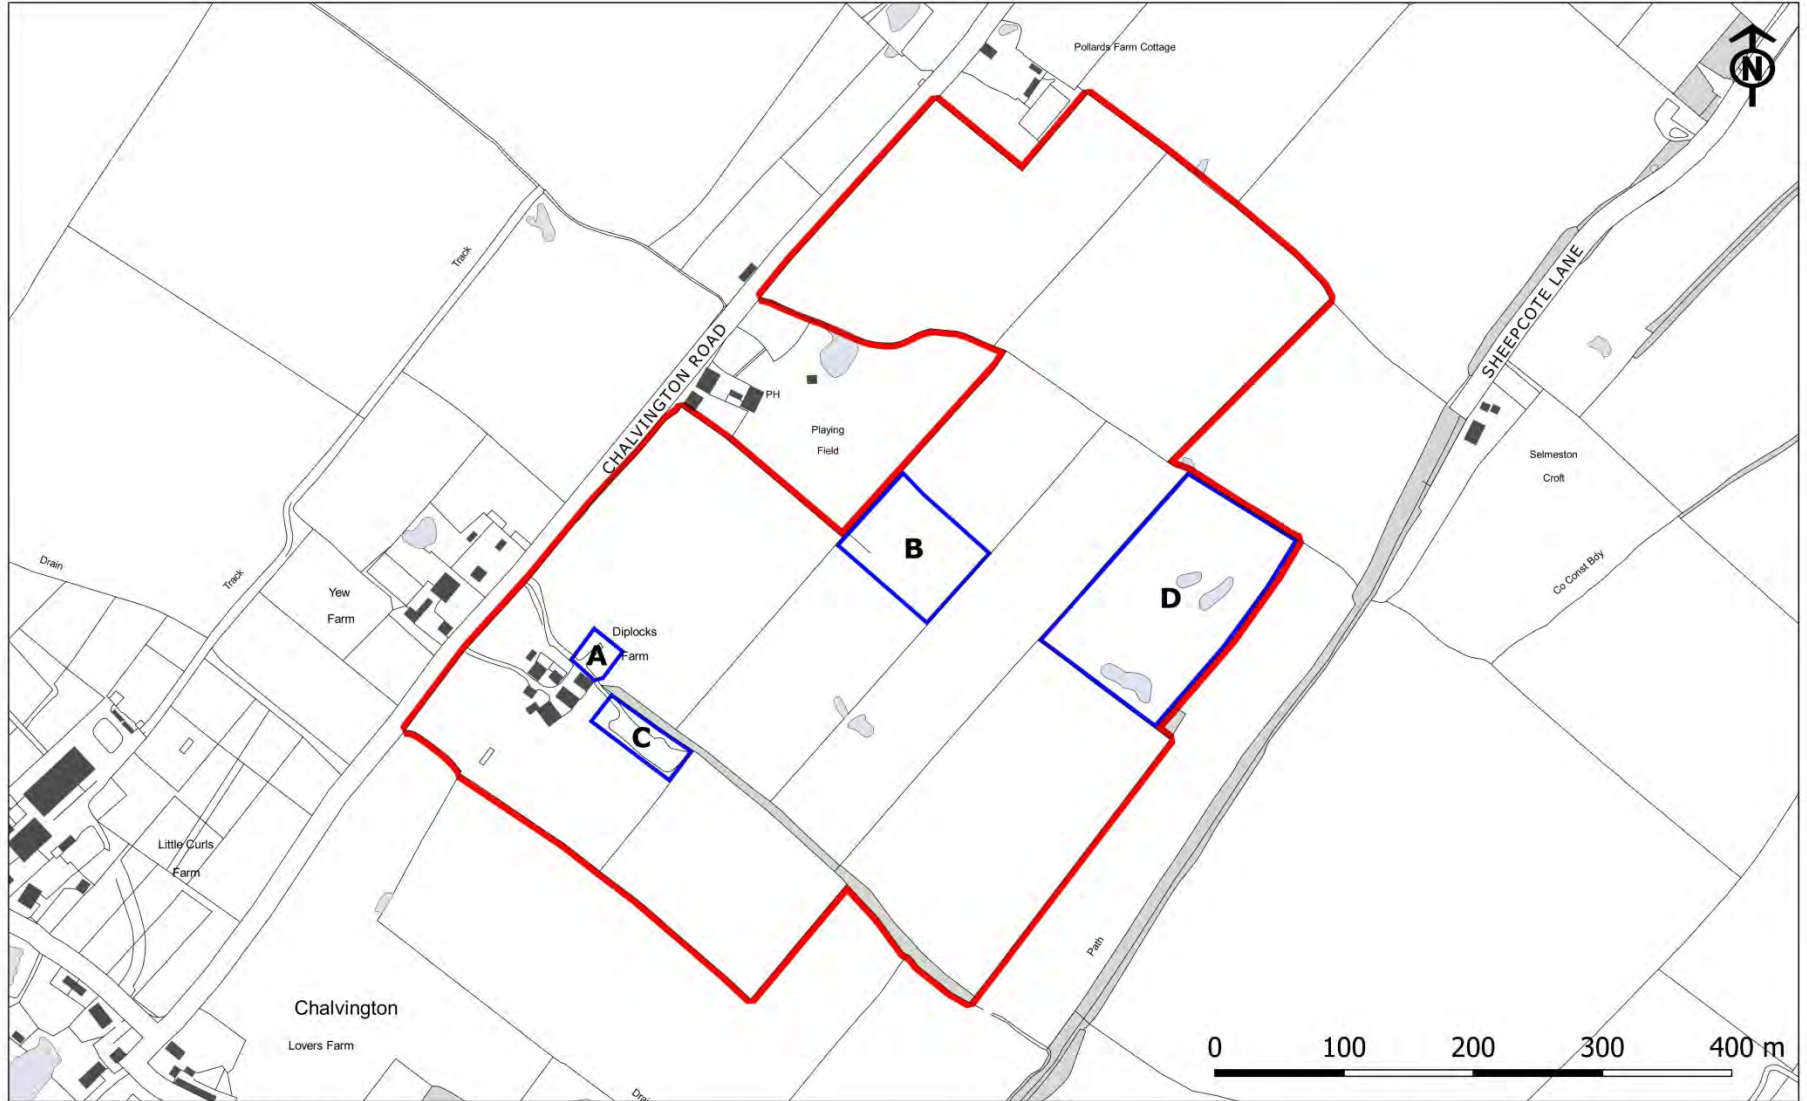 Pollards Farm Cottage
N
Track
SHEEPCOTE LANE
CHALVINGTON ROAD
PH
Playing
Field
Selmeston
Croft
B
Drain
Track
Yew
Farm
Co Const Bdy
D
Diplocks
Farm
A
C
Little Curls
Farm
Path
Chalvington
Lovers Farm
0 100 200 300 400 m